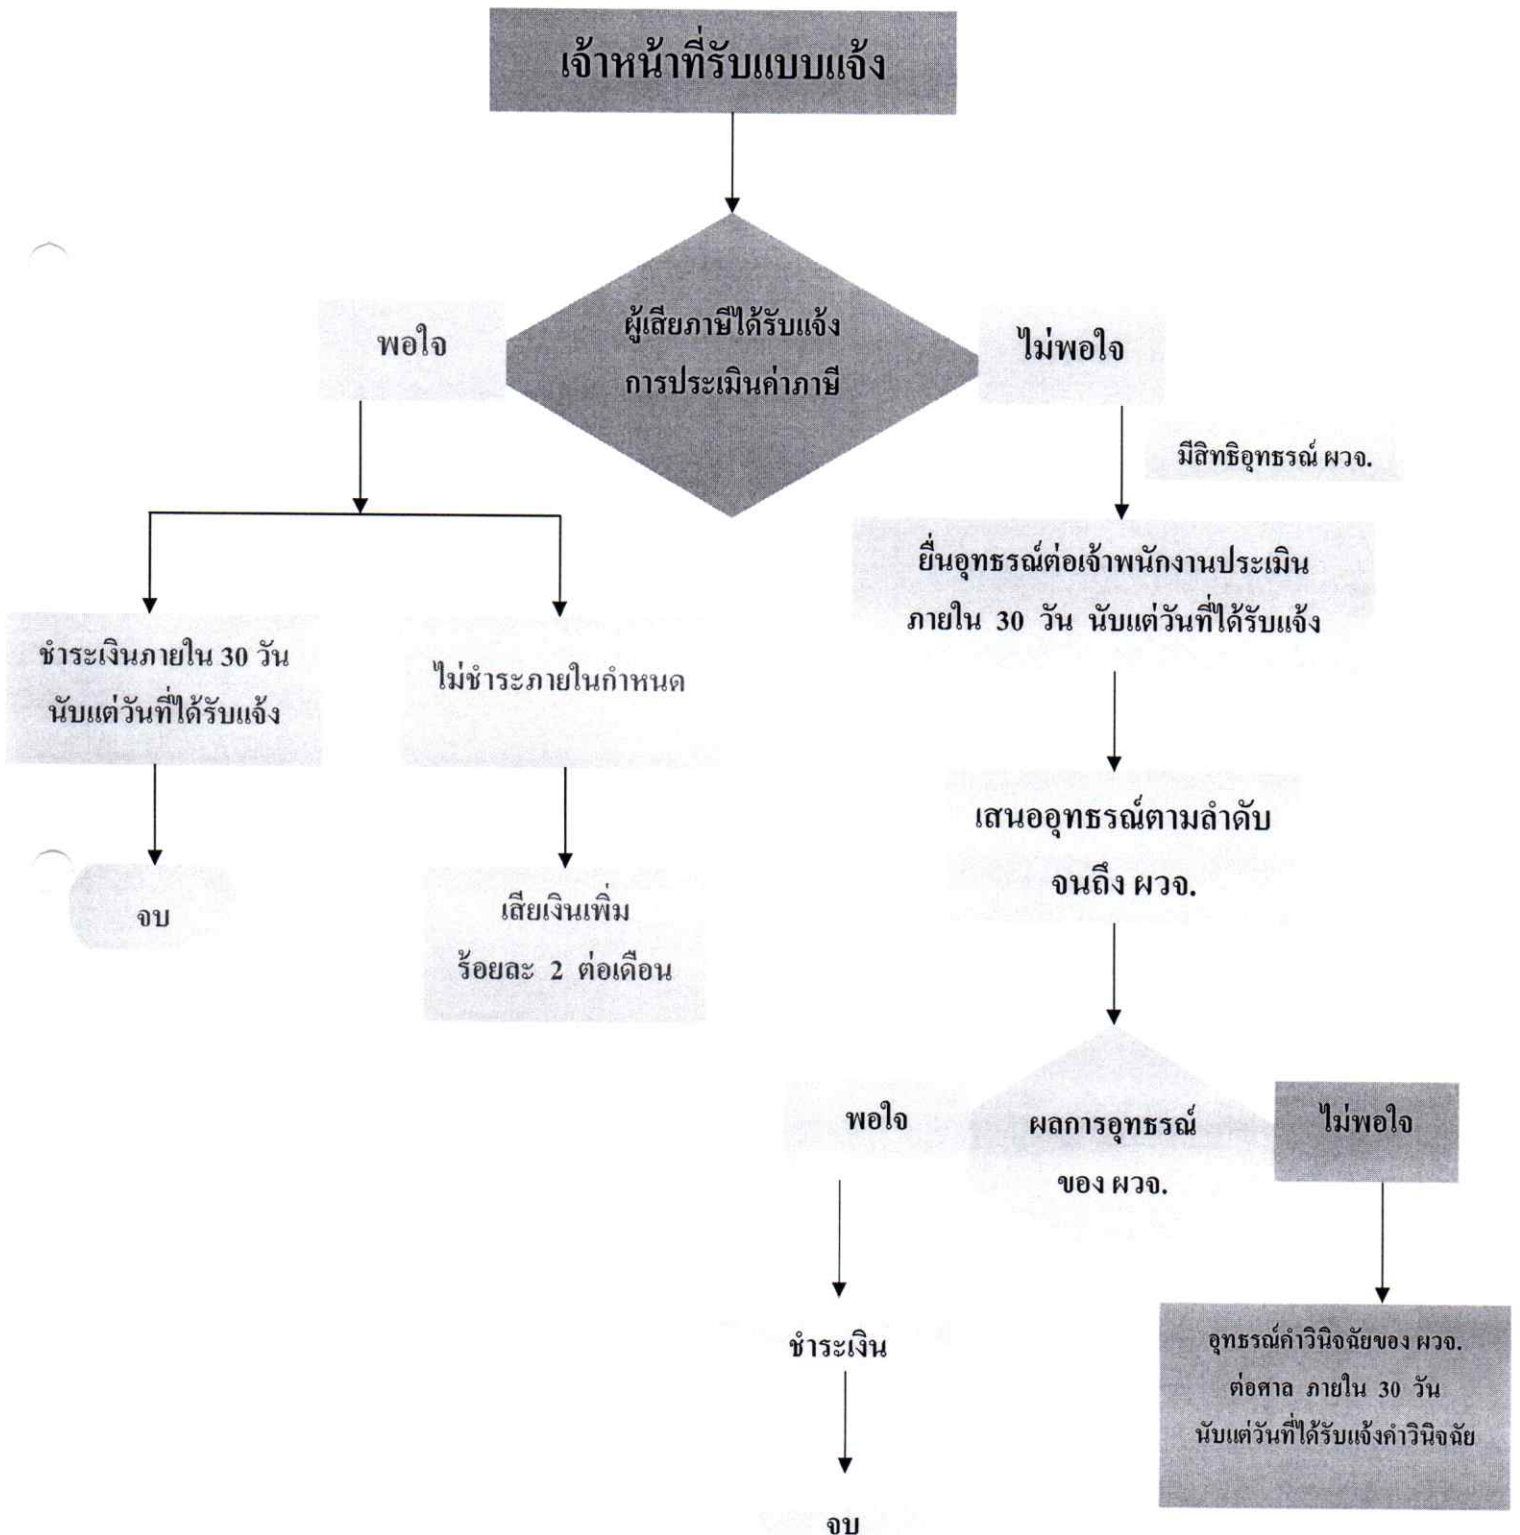 เจ้าหน้าที่รับแบบแจ้ง
ผู้เสียภาษีได้รับแจ้ง
การประเมินค่าภาษี
พอใจ
ไม่พอใจ
มีสิทธิอุทธรณ์ ผวจ.
ยื่นอุทธรณ์ต่อเจ้าพนักงานประเมิน
ภายใน 30 วัน นับแต่วันที่ได้รับแจ้ง
ชำระเงินภายใน 30 วัน
นับแต่วันที่ได้รับแจ้ง
ไม่ชำระภายในกำหนด
เสนออุทธรณ์ตามลำดับ
จนถึง ผวจ.
จบ
เสียเงินเพิ่ม
ร้อยละ 2 ต่อเดือน
พอใจ
ผลการอุทธรณ์
ของ ผวจ.
ไม่พอใจ
ชำระเงิน
อุทธรณ์คำวินิจฉัยของ ผวจ.
ต่อศาล ภายใน 30 วัน
นับแต่วันที่ได้รับแจ้งคำวินิจฉัย
จบ